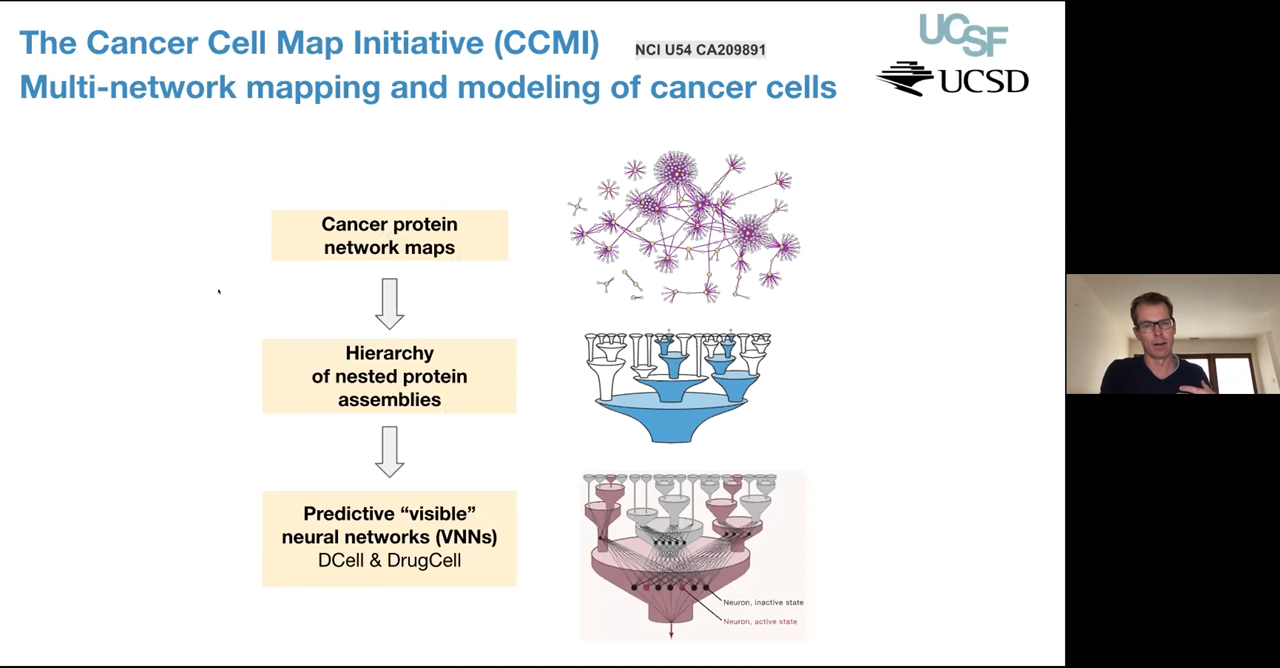 The Cancer Cell Map Initiative (CCMI)
NCI U54 CA209891
UCSF
Multi-network mapping and modeling of cancer cells
UCSD
Cancer protein
network maps
Hierarchy
of nested protein
assemblies
Predictive “visible”
neural networks (VNNs)
DCell & DrugCell
Neuron, inactive state
Neuron, active state